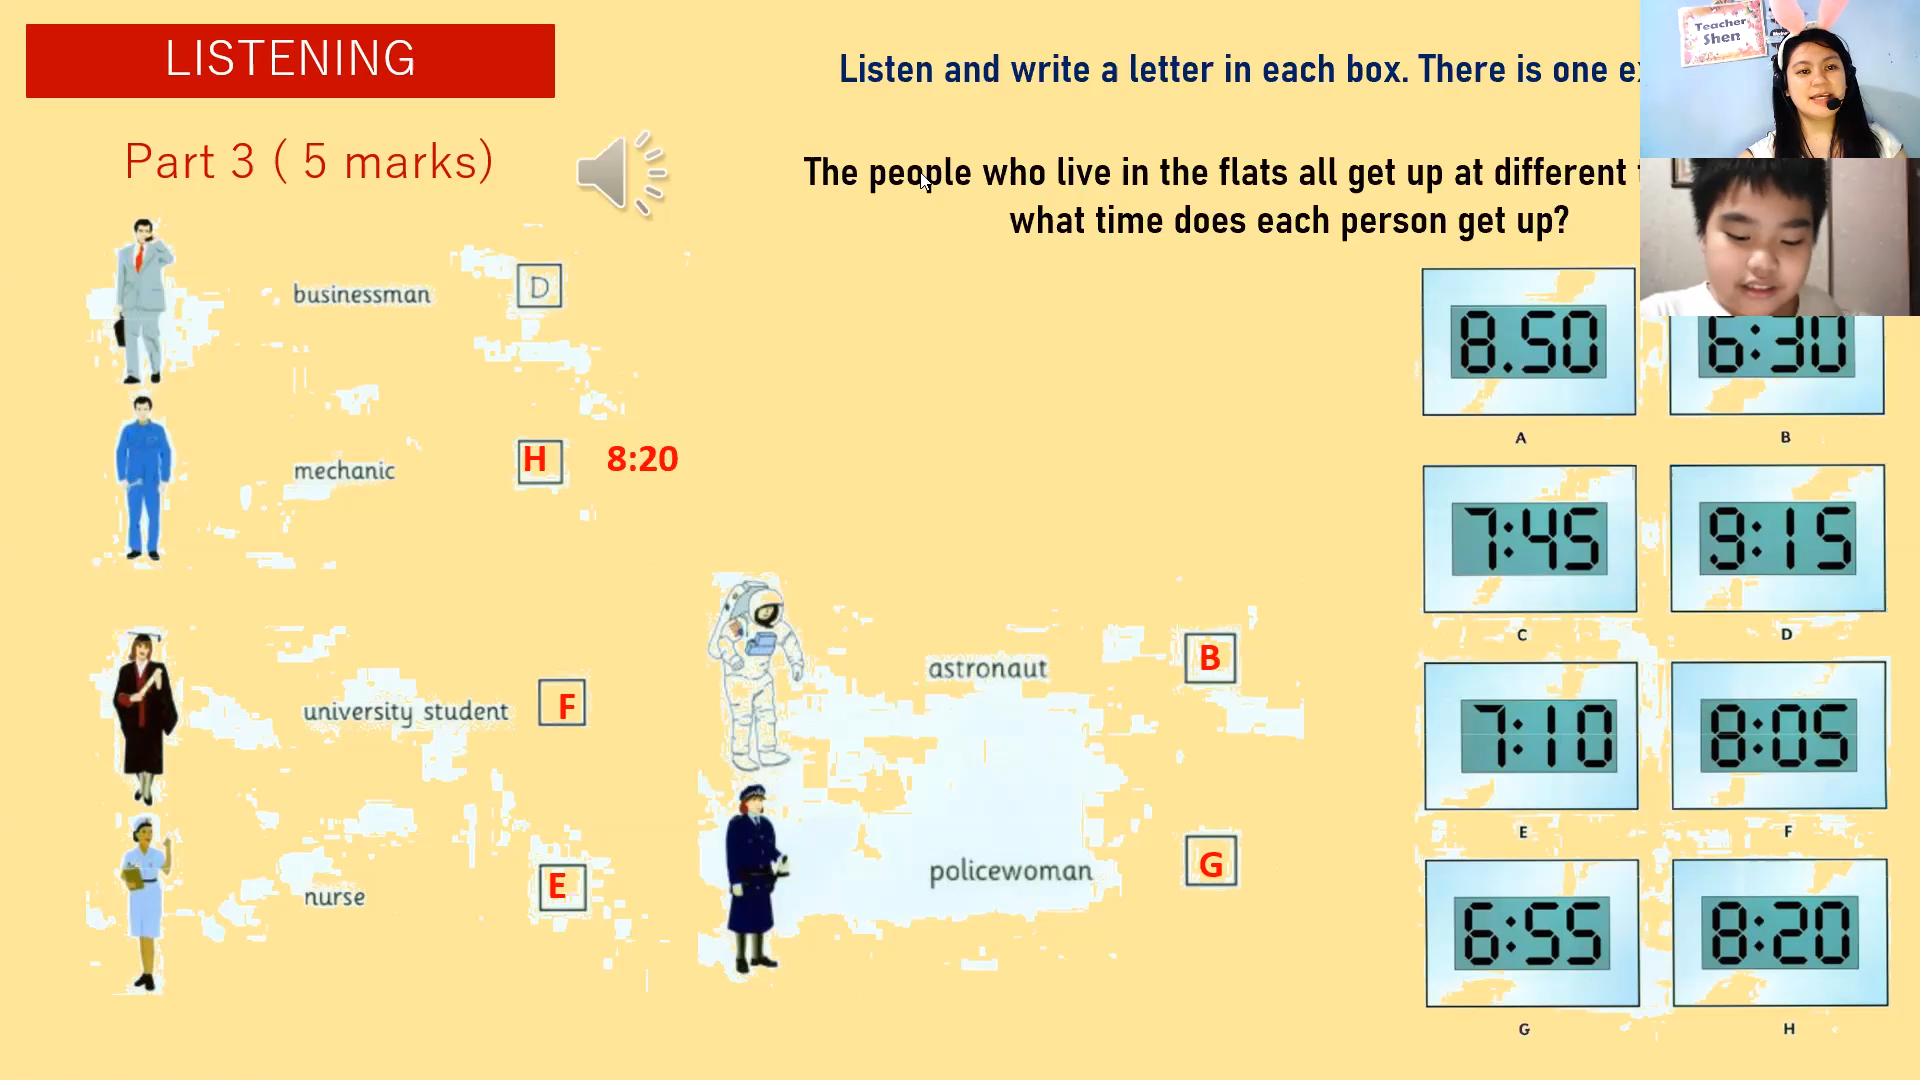 LISTENING
Listen and write a letter in each box. There is one
Teacher
Shen
Part 3 ( 5 marks)
The people who live in the flats all get up at different
what time does each person get up?
businessman
D
mechanic
H
8:20
university student
F
nurse
E
astronaut
B
policewoman
G
8.50
6:30
A
B
7:45
9:15
C
D
7:10
8:05
E
F
6:55
8:20
G
H